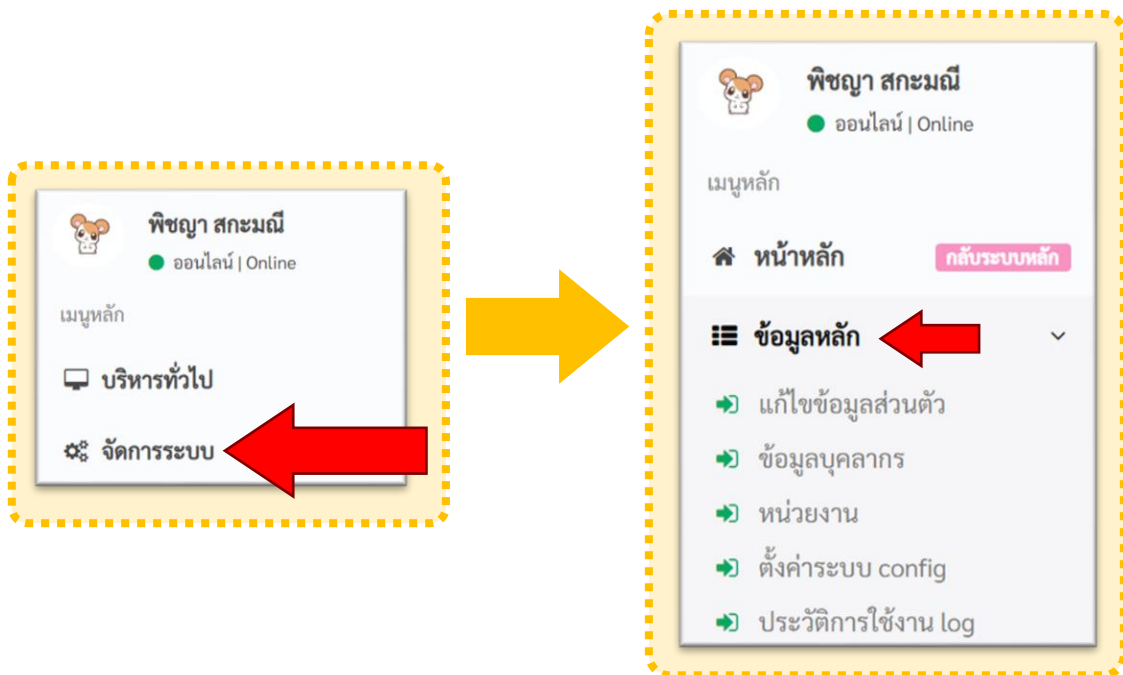 พิชญา สกะมณี
ออนไลน์ | Online
เมนูหลัก
บริหารทั่วไป
จัดการระบบ
พิชญา สกะมณี
ออนไลน์ | Online
เมนูหลัก
หน้าหลัก กลับระบบหลัก
ข้อมูลหลัก
แก้ไขข้อมูลส่วนตัว
ข้อมูลบุคลากร
หน่วยงาน
ตั้งค่าระบบ config
ประวัติการใช้งาน log